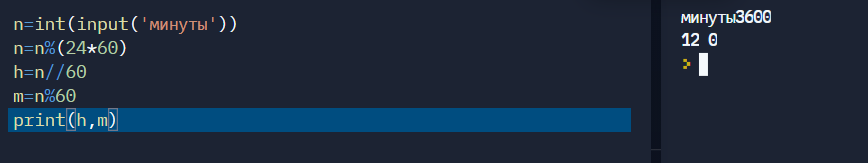 n=int(input('минуты'))
n=n%(24*60)
h=n//60
m=n%60
print(h,m)
минуты3600
12 0
>